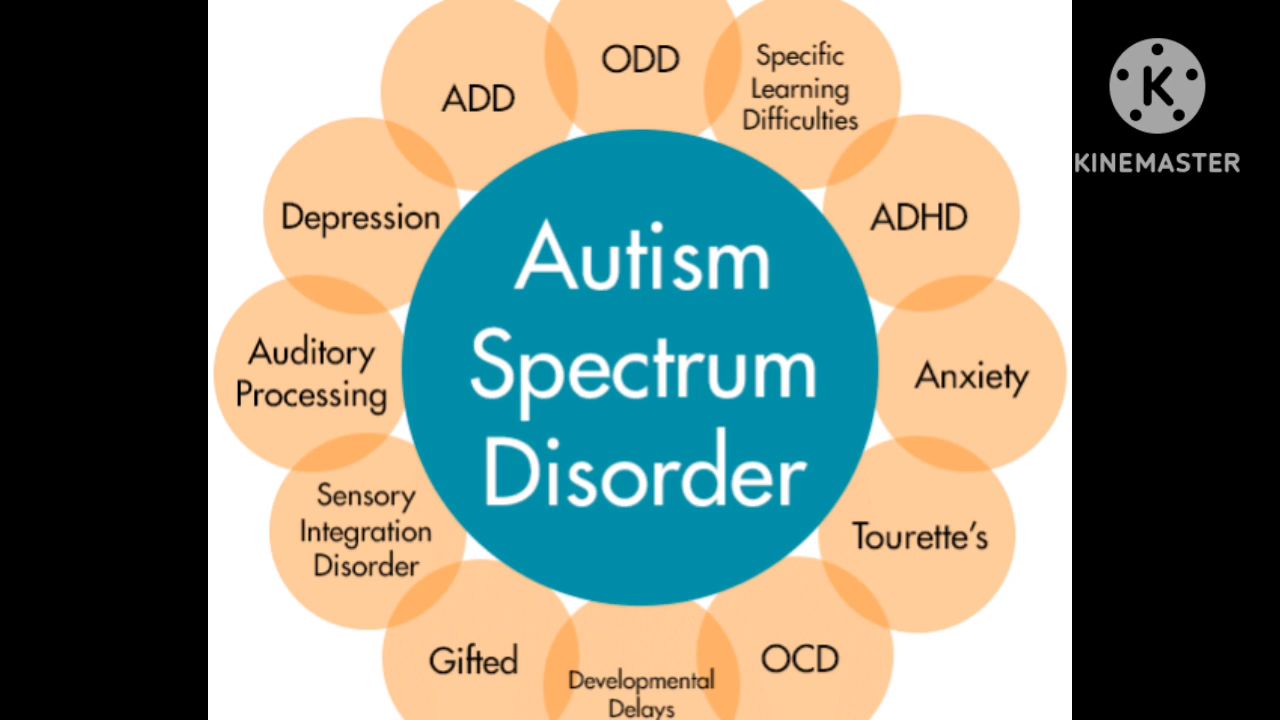 ODD
Specific
Learning
Difficulties
ADD
ADHD
Depression
Autism
Spectrum
Disorder
Auditory
Processing
Anxiety
Sensory
Integration
Disorder
Tourette's
Gifted
Developmental
Delays
OCD
K
KINEMASTER